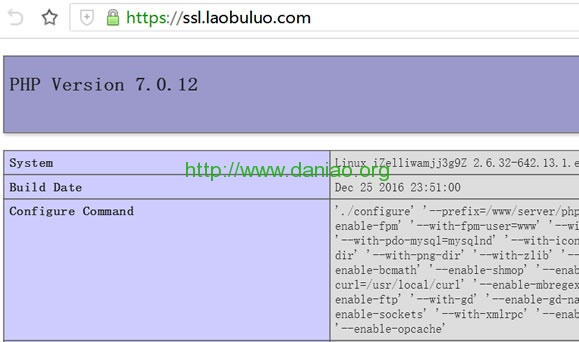 https://ssl.laobuluo.com
PHP Version 7.0.12
http://www.daniao.org
System Linux iZe1liwamjj3g9Z 2.6.32-642.13.1.e
Build Date Dec 25 2016 23:51:00
Configure Command './configure' '--prefix=/www/server/php
enable-fpm' '--with-fpm-user=www' '--wi
'--with-pdo-mysql=mysqlnd' '--with-icon
dir' '--with-png-dir' '--with-zlib' '--
enable-bcmath' '--enable-shmop' '--ena
curl=/usr/local/curl' '--enable-mbregex
enable-ftp' '--with-gd' '--enable-gd-na
enable-sockets' '--with-xmlrpc' '--enab
'--enable-opcache'